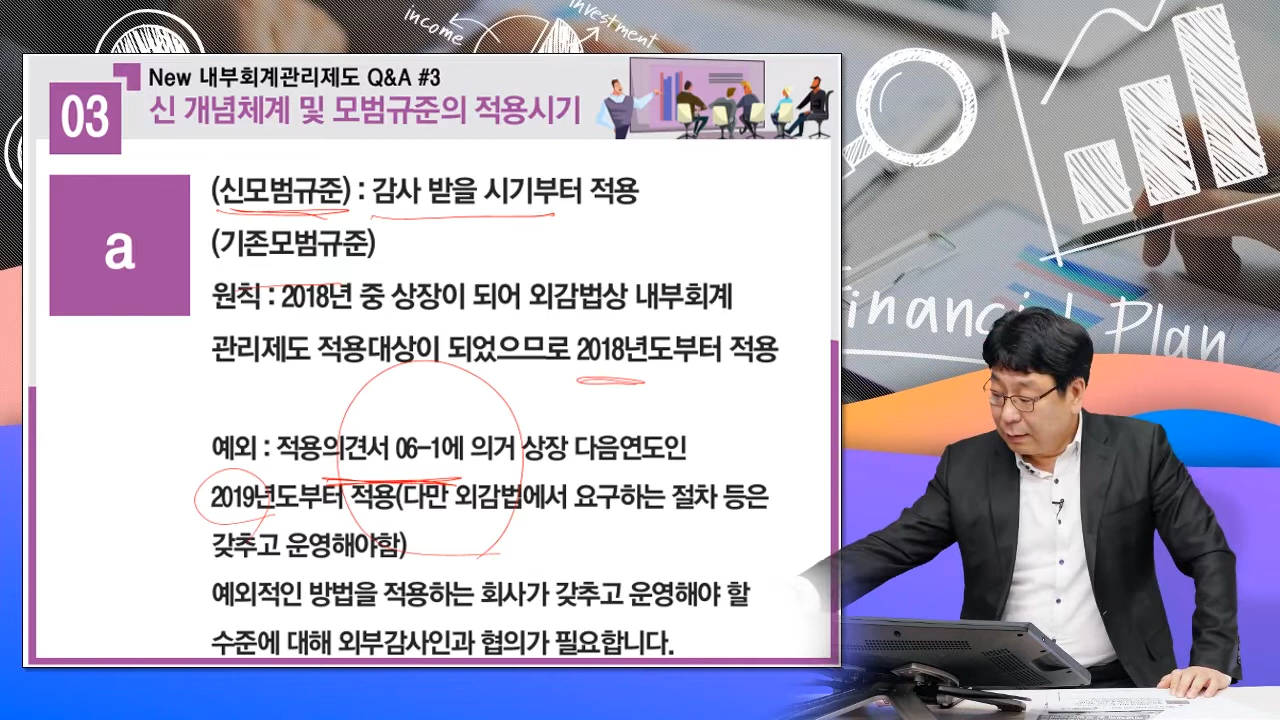 income
investment
New 내부회계관리제도 Q&A #3
03
신 개념체계 및 모범규준의 적용시기
a
(신모범규준) : 감사 받을 시기부터 적용
(기존모범규준)
원칙 : 2018년 중 상장이 되어 외감법상 내부회계
관리제도 적용대상이 되었으므로 2018년도부터 적용
예외 : 적용의견서 06-1에 의거 상장 다음연도인
2019년도부터 적용(다만 외감법에서 요구하는 절차 등은
갖추고 운영해야함)
예외적인 방법을 적용하는 회사가 갖추고 운영해야 할
수준에 대해 외부감사인과 협의가 필요합니다.
Financial Plan